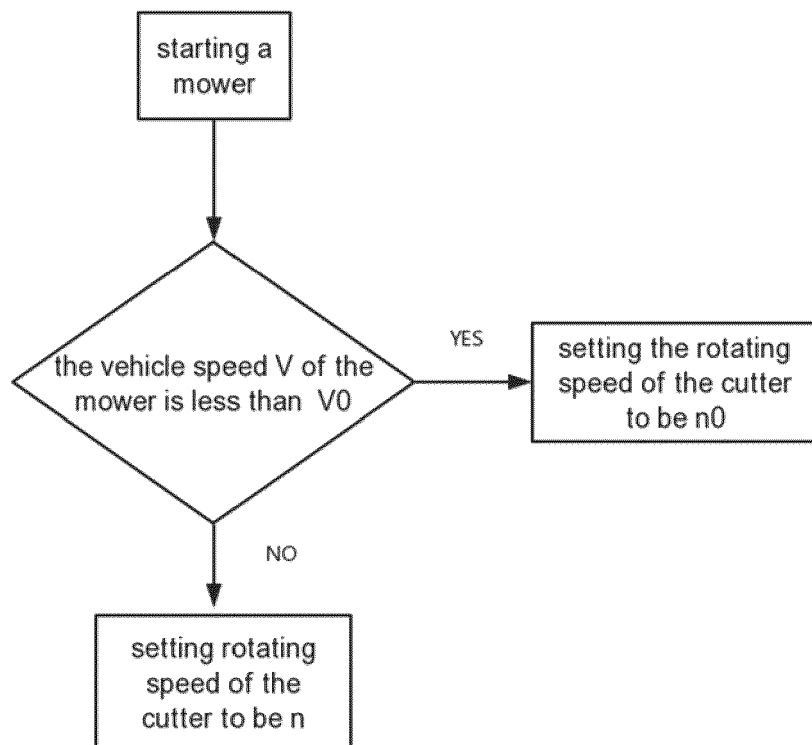 starting a
mower
the vehicle speed V of the
mower is less than V0
YES
setting the rotating
speed of the cutter
to be n0
NO
setting rotating
speed of the
cutter to be n